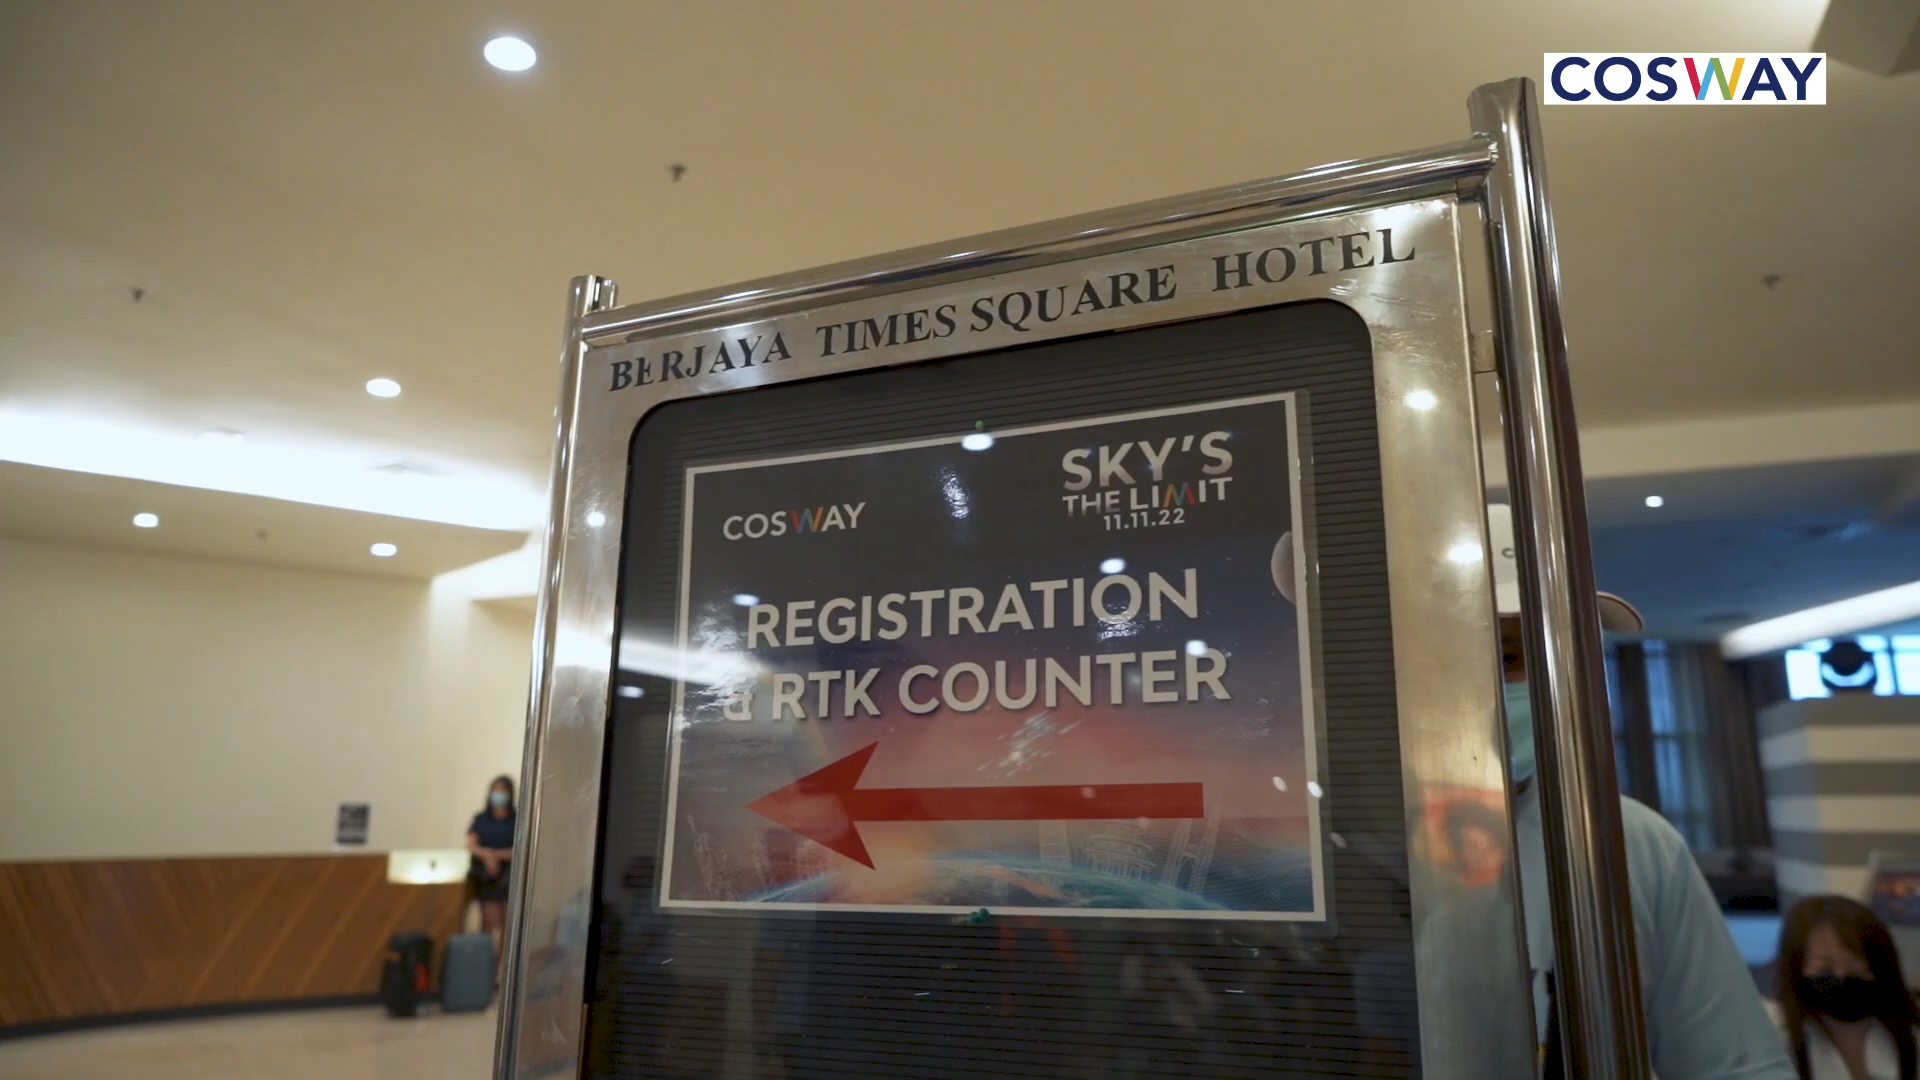 COSWAY
BERJAYA TIMES SQUARE HOTEL
COSWAY
SKY'S
THE LIMIT
11.11.22
REGISTRATION
& RTK COUNTER